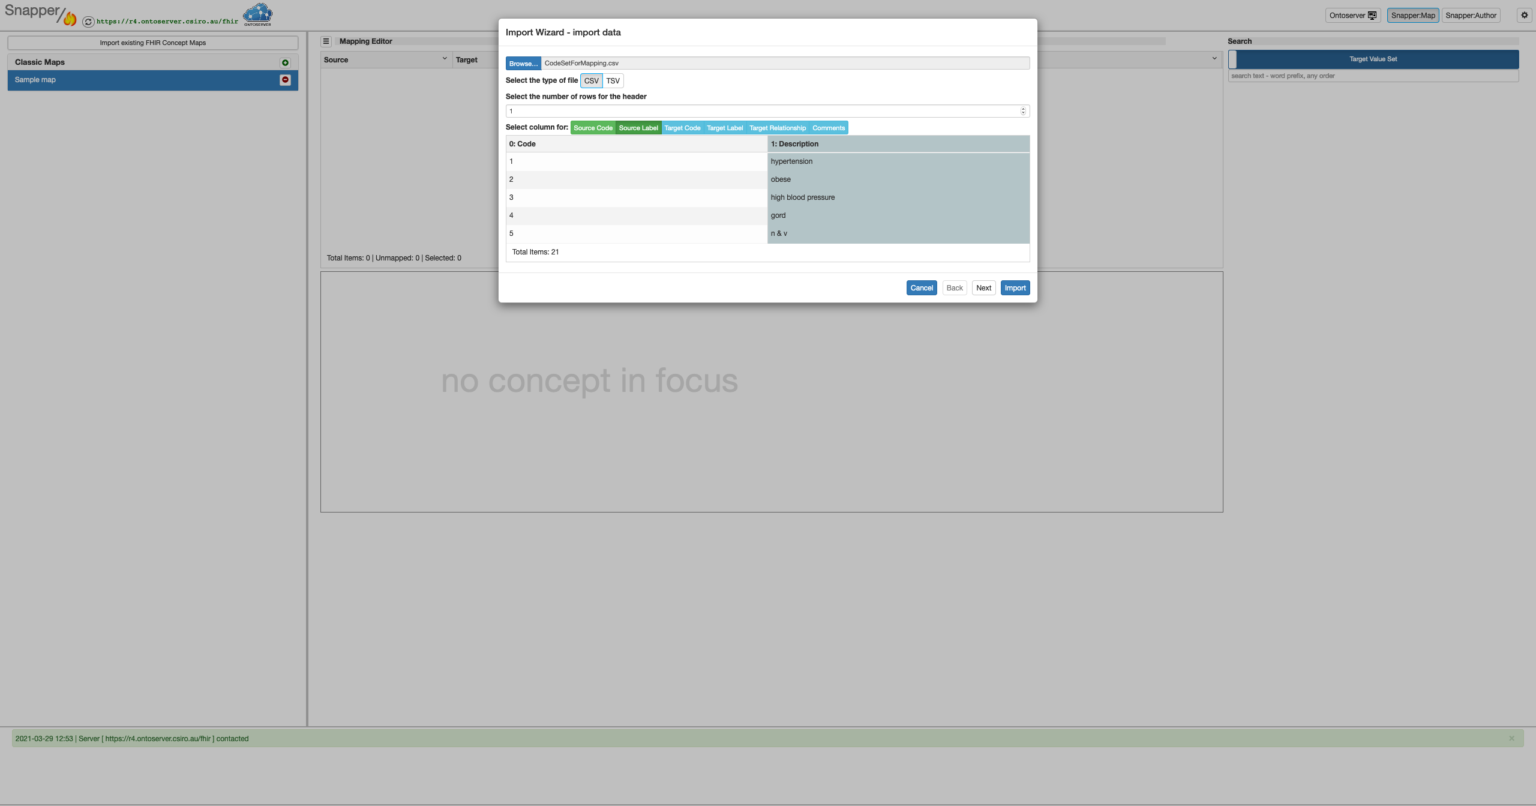 Snapper/
https://r4.ontoserver.csiro.au/fhir
ONTOSERVER
Ontoserver
Snapper:Map
Snapper:Author
Import existing FHIR Concept Maps
Classic Maps
Sample map
Mapping Editor
Source
Target
Total Items: 0 | Unmapped: 0 | Selected: 0
no concept in focus
Import Wizard - import data
Browse... CodeSetForMapping.csv
Select the type of file CSV TSV
Select the number of rows for the header
1
Select column for: Source Code Source Label Target Code Target Label Target Relationship Comments
0: Code 1: Description
1 hypertension
2 obese
3 high blood pressure
4 gord
5 n & v
Total Items: 21
Cancel Back Next Import
Search
Target Value Set
search text - word prefix, any order
2021-03-29 12:53 | Server [ https://r4.ontoserver.csiro.au/fhir ] contacted